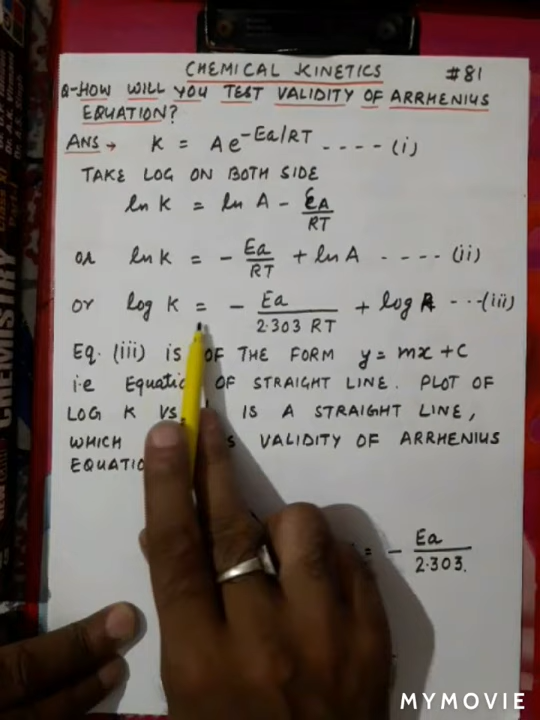 CHEMICAL KINETICS #81
Q-HOW WILL YOU TEST VALIDITY OF ARRHENIUS
EQUATION?
ANS → K = Ae^-Ea/RT ---- (i)
TAKE LOG ON BOTH SIDE
ln K = ln A - EA/RT
or ln K = - Ea/RT + ln A ---- (ii)
or log K = - Ea/2.303 RT + log A ---(iii)
Eq. (iii) IS OF THE FORM y = mx + c
i.e Equatio OF STRAIGHT LINE. PLOT OF
LOG K VS IS A STRAIGHT LINE,
WHICH S VALIDITY OF ARRHENIUS
EQUATIO
= - Ea/2.303.
MYMOVIE